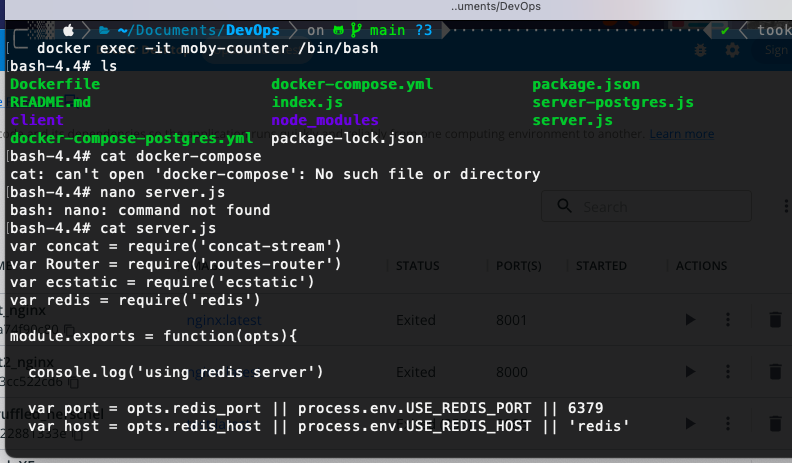 ..uments/DevOps
~/Documents/DevOps on main ?3 ✔ took
docker exec -it moby-counter /bin/bash
Sign
[bash-4.4# ls
Dockerfile docker-compose.yml package.json
README.md index.js server-postgres.js
client node_modules server.js
one computing environment to another. Learn more
docker-compose-postgres.yml package-lock.json
[bash-4.4# cat docker-compose
cat: can't open 'docker-compose': No such file or directory
[bash-4.4# nano server.js
bash: nano: command not found
Search
[bash-4.4# cat server.js
var concat = require('concat-stream')
var Router = require('routes-router')
STATUS PORT(S) STARTED ACTIONS
var ecstatic = require('ecstatic')
var redis = require('redis')
t_nginx
nginx:latest Exited 8001
module.exports = function(opts){
t2_nginx
3cc522cd6
Exited 8000
console.log('using redis server')
var port = opts.redis_port || process.env.USE_REDIS_PORT || 6379
Exited
var host = opts.redis_host || process.env.USE_REDIS_HOST || 'redis'